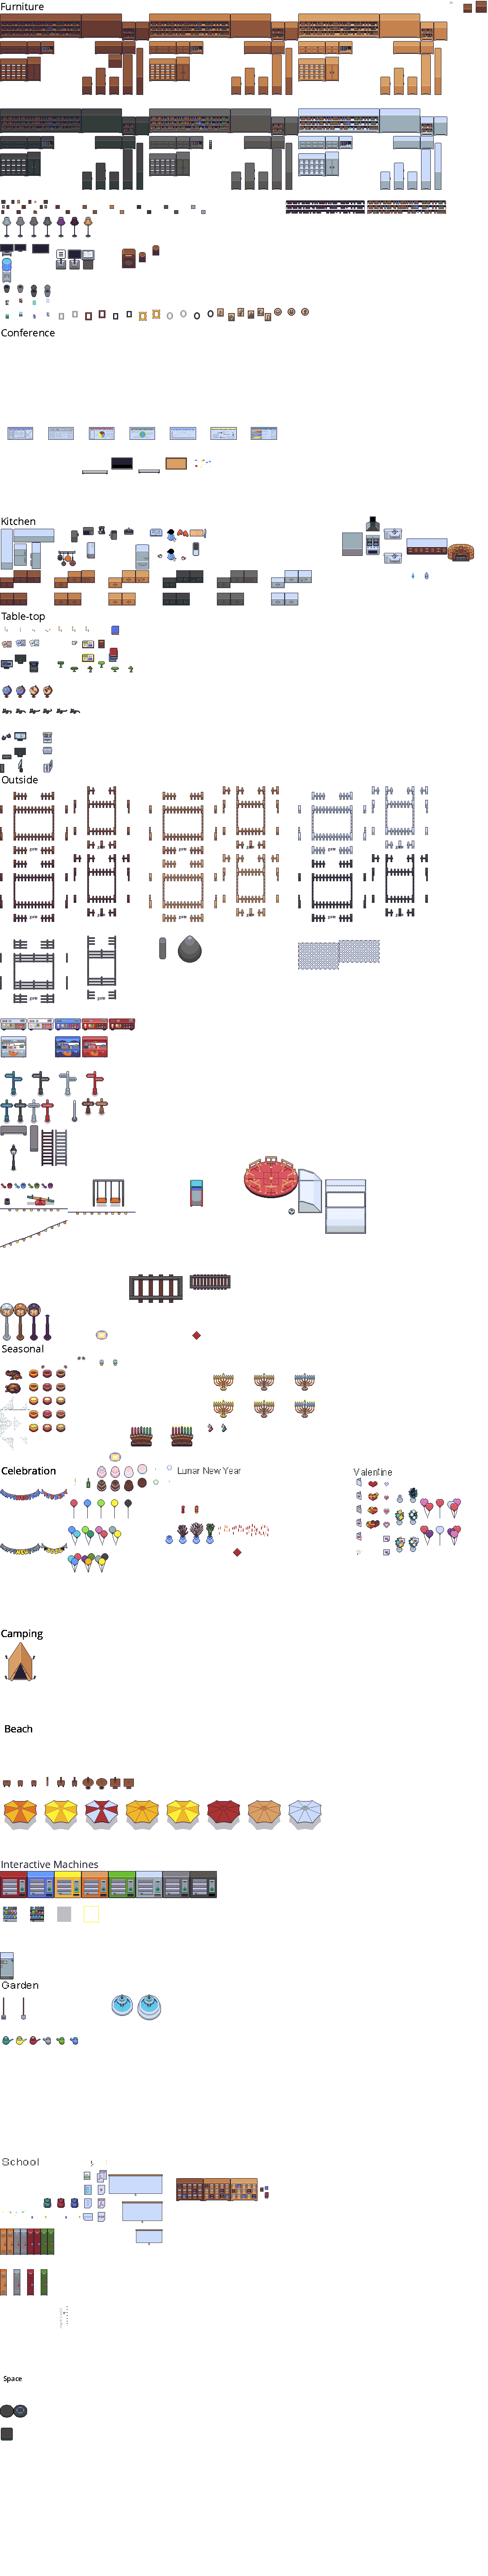 Furniture
Conference
Kitchen
Table-top
Outside
Seasonal
Celebration
Lunar New Year
Valentine
Camping
Beach
Interactive Machines
Garden
School
Space